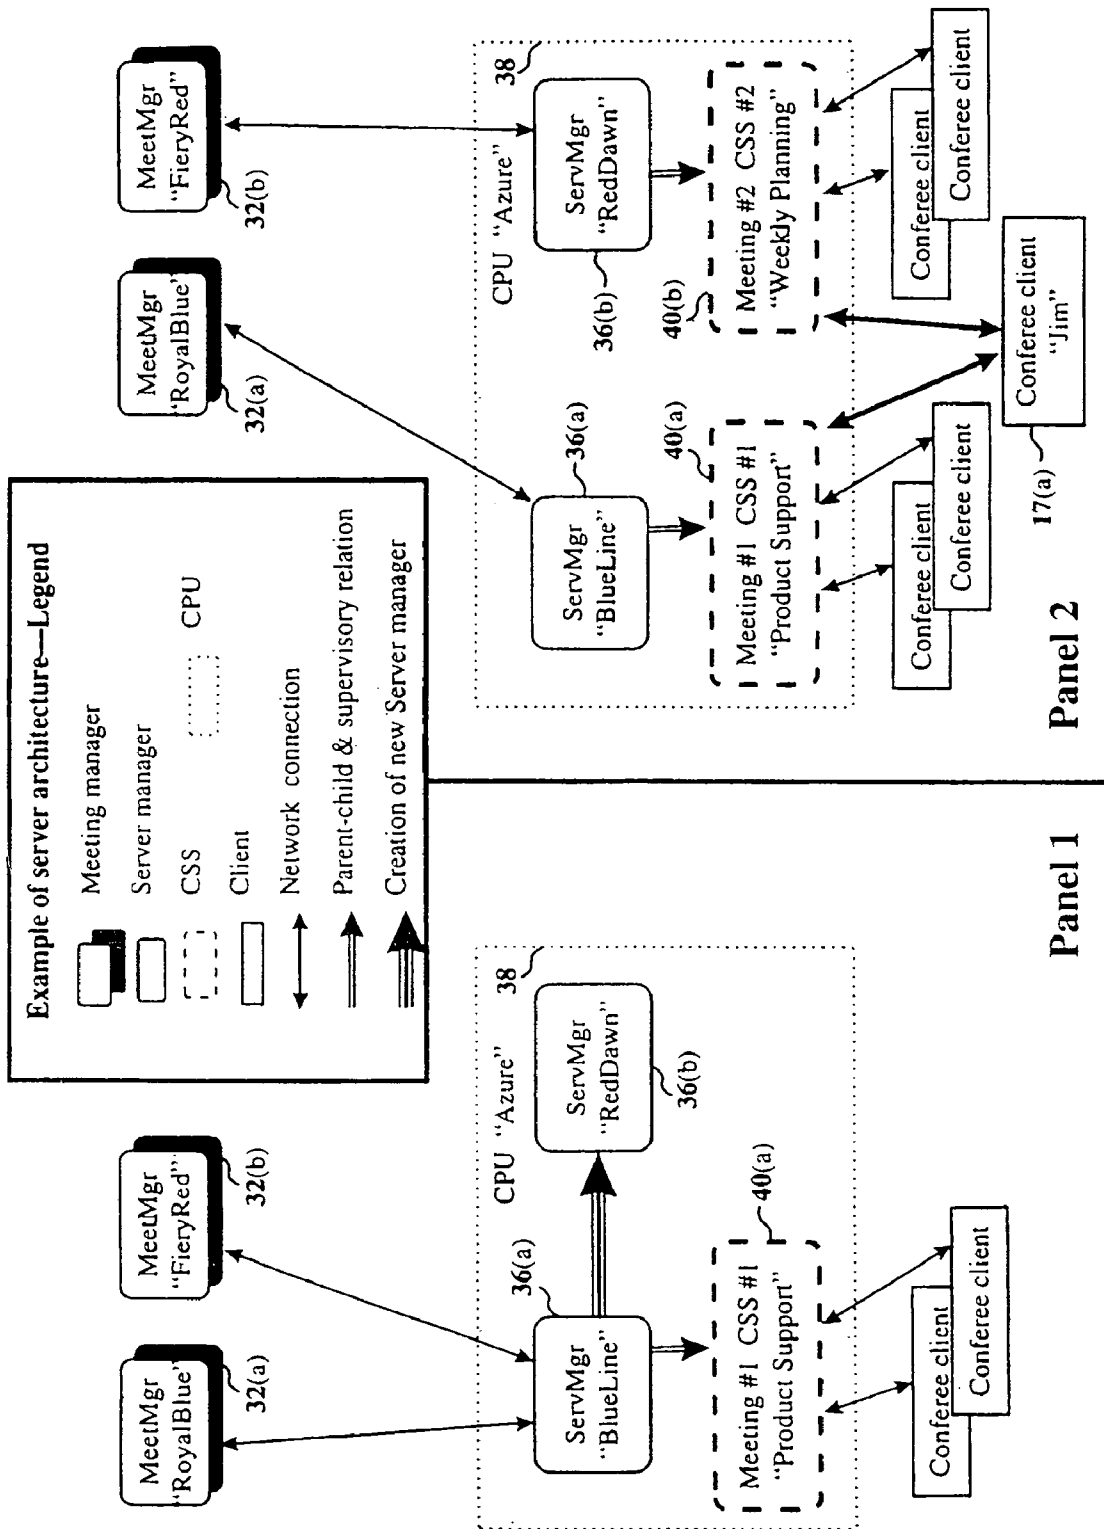 Example of server architecture—Legend
Meeting manager
Server manager
CSS
CPU
Client
Network connection
Parent-child & supervisory relation
Creation of new Server manager
MeetMgr
“RoyalBlue”
32(a)
MeetMgr
“FieryRed”
32(b)
CPU “Azure”
38
ServMgr
“BlueLine”
36(a)
ServMgr
“RedDawn”
36(b)
Meeting #1 CSS #1
“Product Support”
40(a)
Conferee client
Conferee client
Panel 1
MeetMgr
“RoyalBlue”
32(a)
MeetMgr
“FieryRed”
32(b)
CPU “Azure”
38
ServMgr
“BlueLine”
36(a)
ServMgr
“RedDawn”
36(b)
Meeting #1 CSS #1
“Product Support”
40(a)
Meeting #2 CSS #2
“Weekly Planning”
40(b)
Conferee client
Conferee client
Conferee client
Conferee client
Conferee client
“Jim”
17(a)
Panel 2